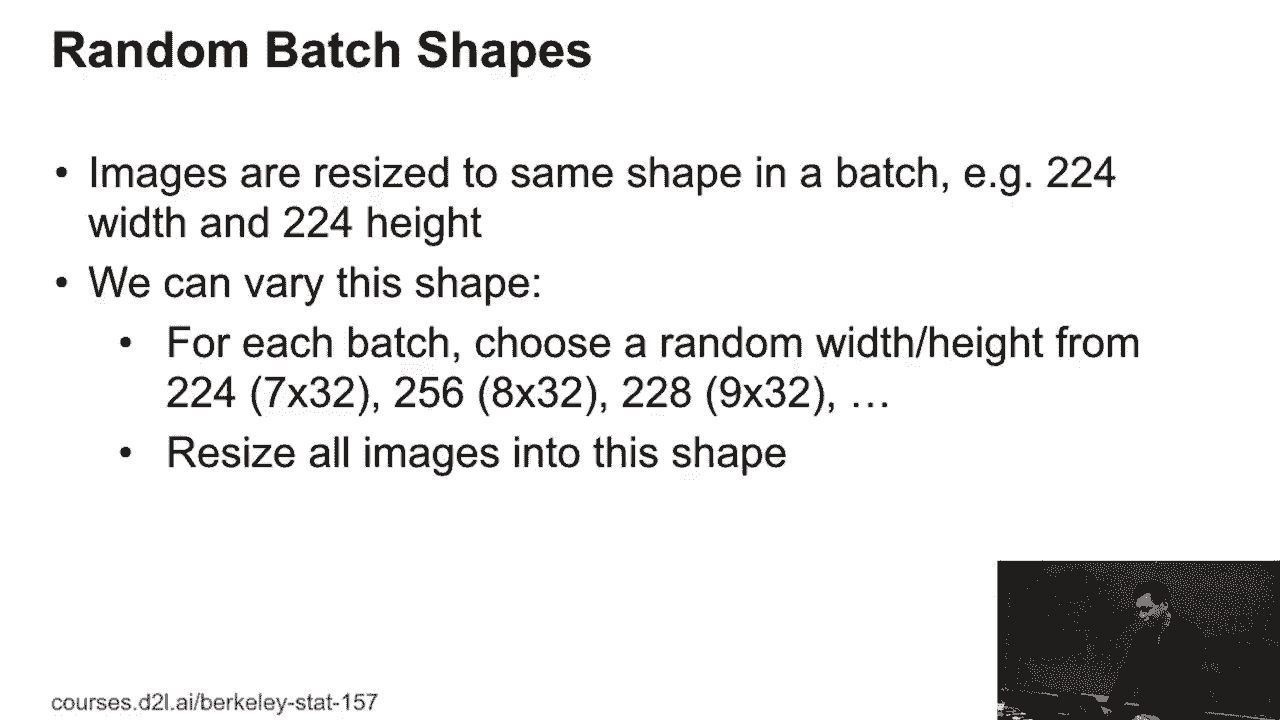 Random Batch Shapes
• Images are resized to same shape in a batch, e.g. 224
width and 224 height
• We can vary this shape:
• For each batch, choose a random width/height from
224 (7x32), 256 (8x32), 228 (9x32), …
• Resize all images into this shape
courses.d2l.ai/berkeley-stat-157